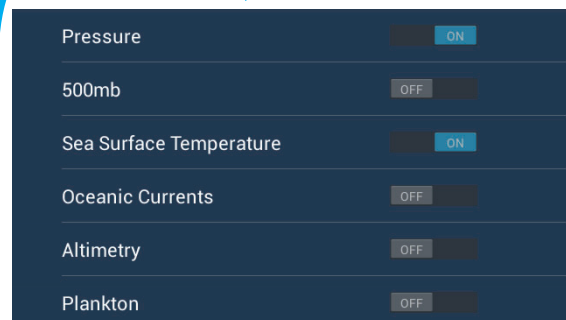 Pressure ON
500mb OFF
Sea Surface Temperature ON
Oceanic Currents OFF
Altimetry OFF
Plankton OFF